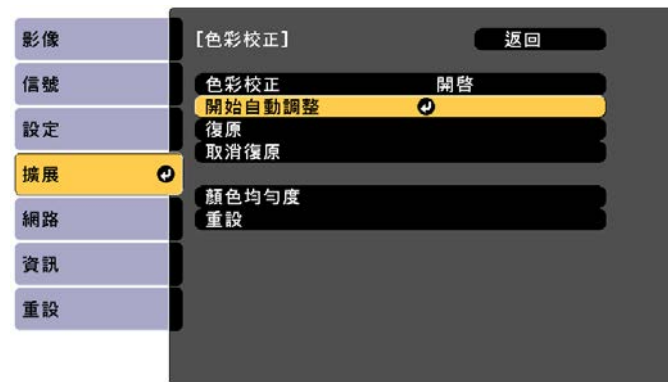 影像
信號
設定
擴展
網路
資訊
重設
[色彩校正]
返回
色彩校正 開啓
開始自動調整
復原
取消復原
顏色均勻度
重設